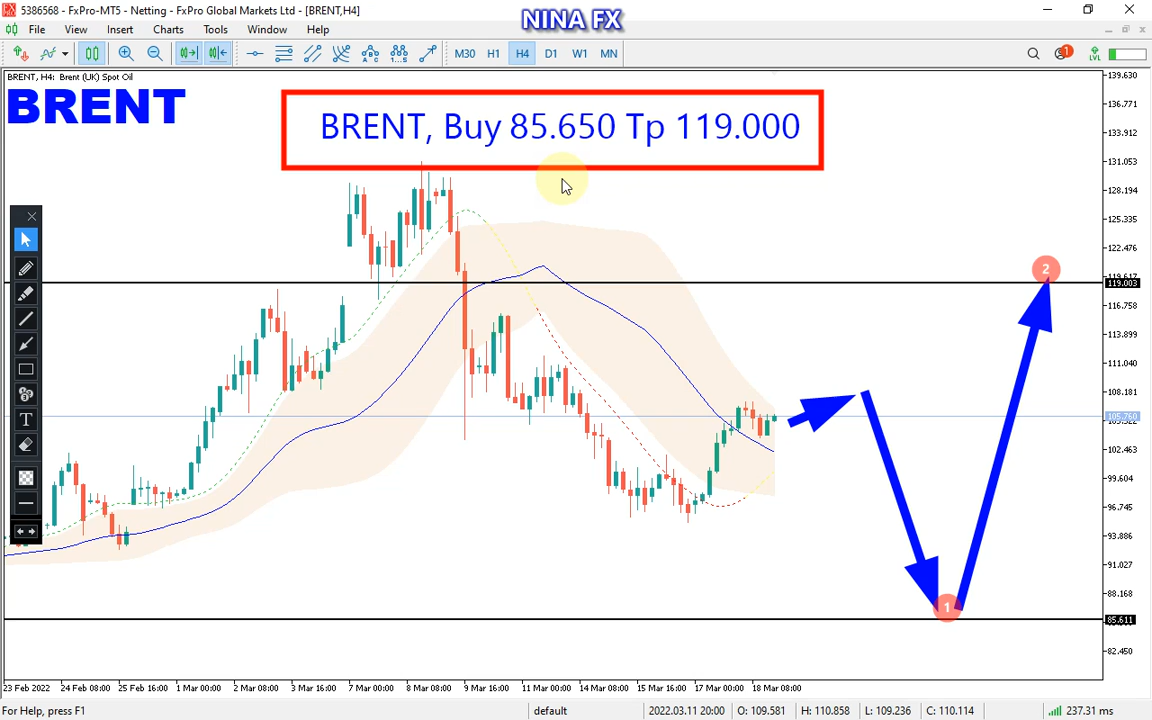 5386568 - FxPro-MT5 - Netting - FxPro Global Markets Ltd - [BRENT,H4]
NINA FX
File View Insert Charts Tools Window Help
M30 H1 H4 D1 W1 MN
1
LVL
BRENT, H4: Brent (UK) Spot Oil
BRENT
BRENT, Buy 85.650 Tp 119.000
139.630
136.771
133.912
131.053
128.194
125.335
122.476
119.003
116.758
113.899
111.040
108.181
105.760
102.463
99.604
96.745
93.886
91.027
88.168
85.611
82.450
2
1
23 Feb 2022 24 Feb 08:00 25 Feb 16:00 1 Mar 00:00 2 Mar 08:00 3 Mar 16:00 7 Mar 00:00 8 Mar 08:00 9 Mar 16:00 11 Mar 00:00 14 Mar 08:00 15 Mar 16:00 17 Mar 00:00 18 Mar 08:00
For Help, press F1 default 2022.03.11 20:00 O: 109.581 H: 110.858 L: 109.236 C: 110.114 237.31 ms